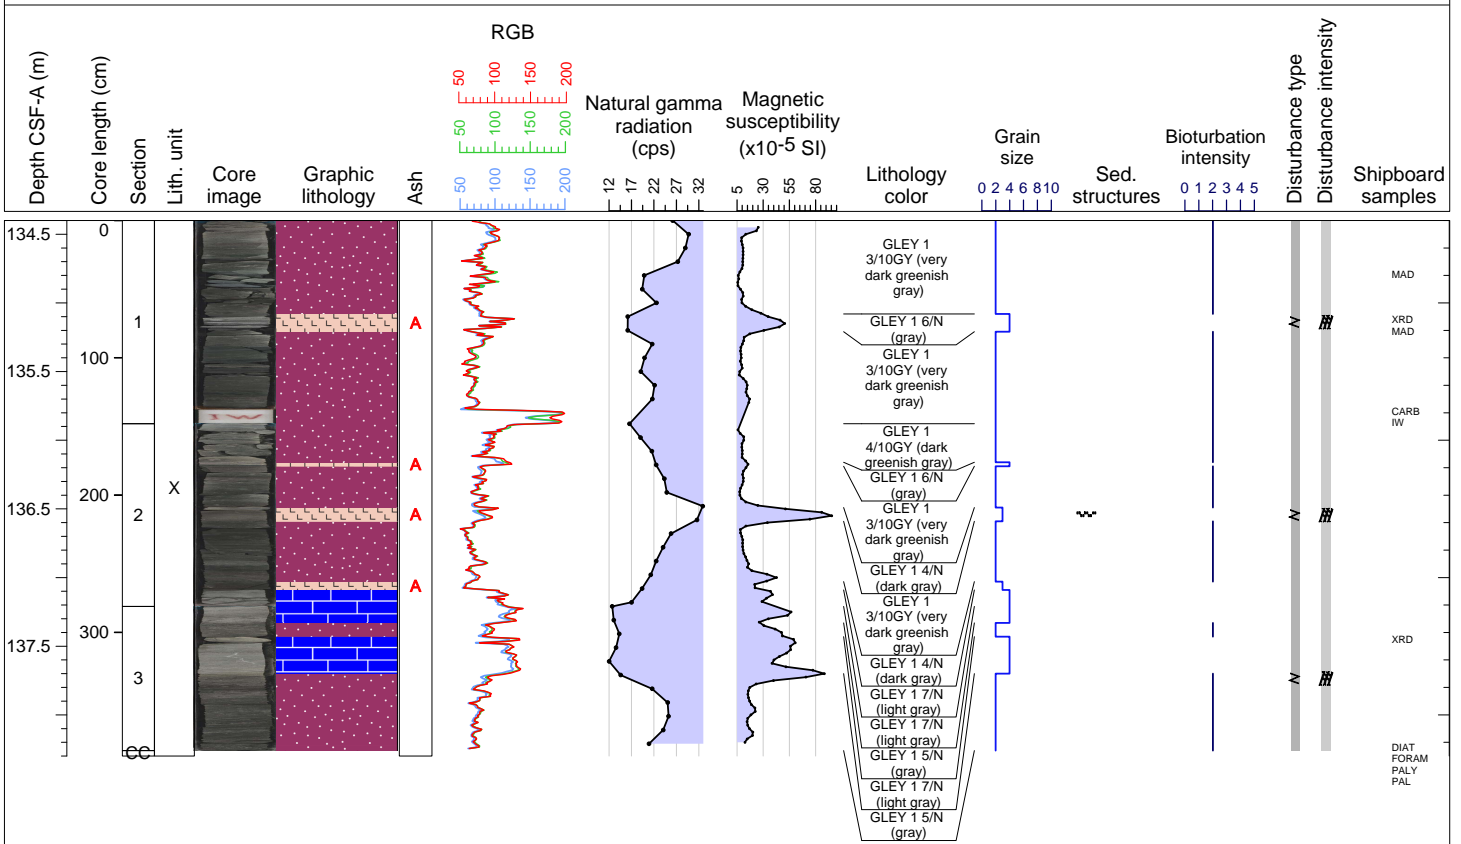 RGB
50 100 150 200
50 100 150 200
50 100 150 200
Depth CSF-A (m)
Core length (cm)
Section
Lith. unit
Core
image
Graphic
lithology
Ash
Natural gamma
radiation
(cps)
12 17 22 27 32
Magnetic
susceptibility
(x10-5 SI)
5 30 55 80
Lithology
color
Grain
size
0 2 4 6 8 10
Sed.
structures
Bioturbation
intensity
0 1 2 3 4 5
Disturbance type
Disturbance intensity
Shipboard
samples
134.5
135.5
136.5
137.5
0
100
200
300
1
2
3
CC
X
IW
A
A
A
A
GLEY 1
3/10GY (very
dark greenish
gray)
GLEY 1 6/N
(gray)
GLEY 1
3/10GY (very
dark greenish
gray)
GLEY 1
4/10GY (dark
greenish gray)
GLEY 1 6/N
(gray)
GLEY 1
3/10GY (very
dark greenish
gray)
GLEY 1 4/N
(dark gray)
GLEY 1
3/10GY (very
dark greenish
gray)
GLEY 1 4/N
(dark gray)
GLEY 1 7/N
(light gray)
GLEY 1 7/N
(light gray)
GLEY 1 5/N
(gray)
GLEY 1 7/N
(light gray)
GLEY 1 5/N
(gray)
MAD
XRD
MAD
CARB
IW
XRD
DIAT
FORAM
PALY
PAL